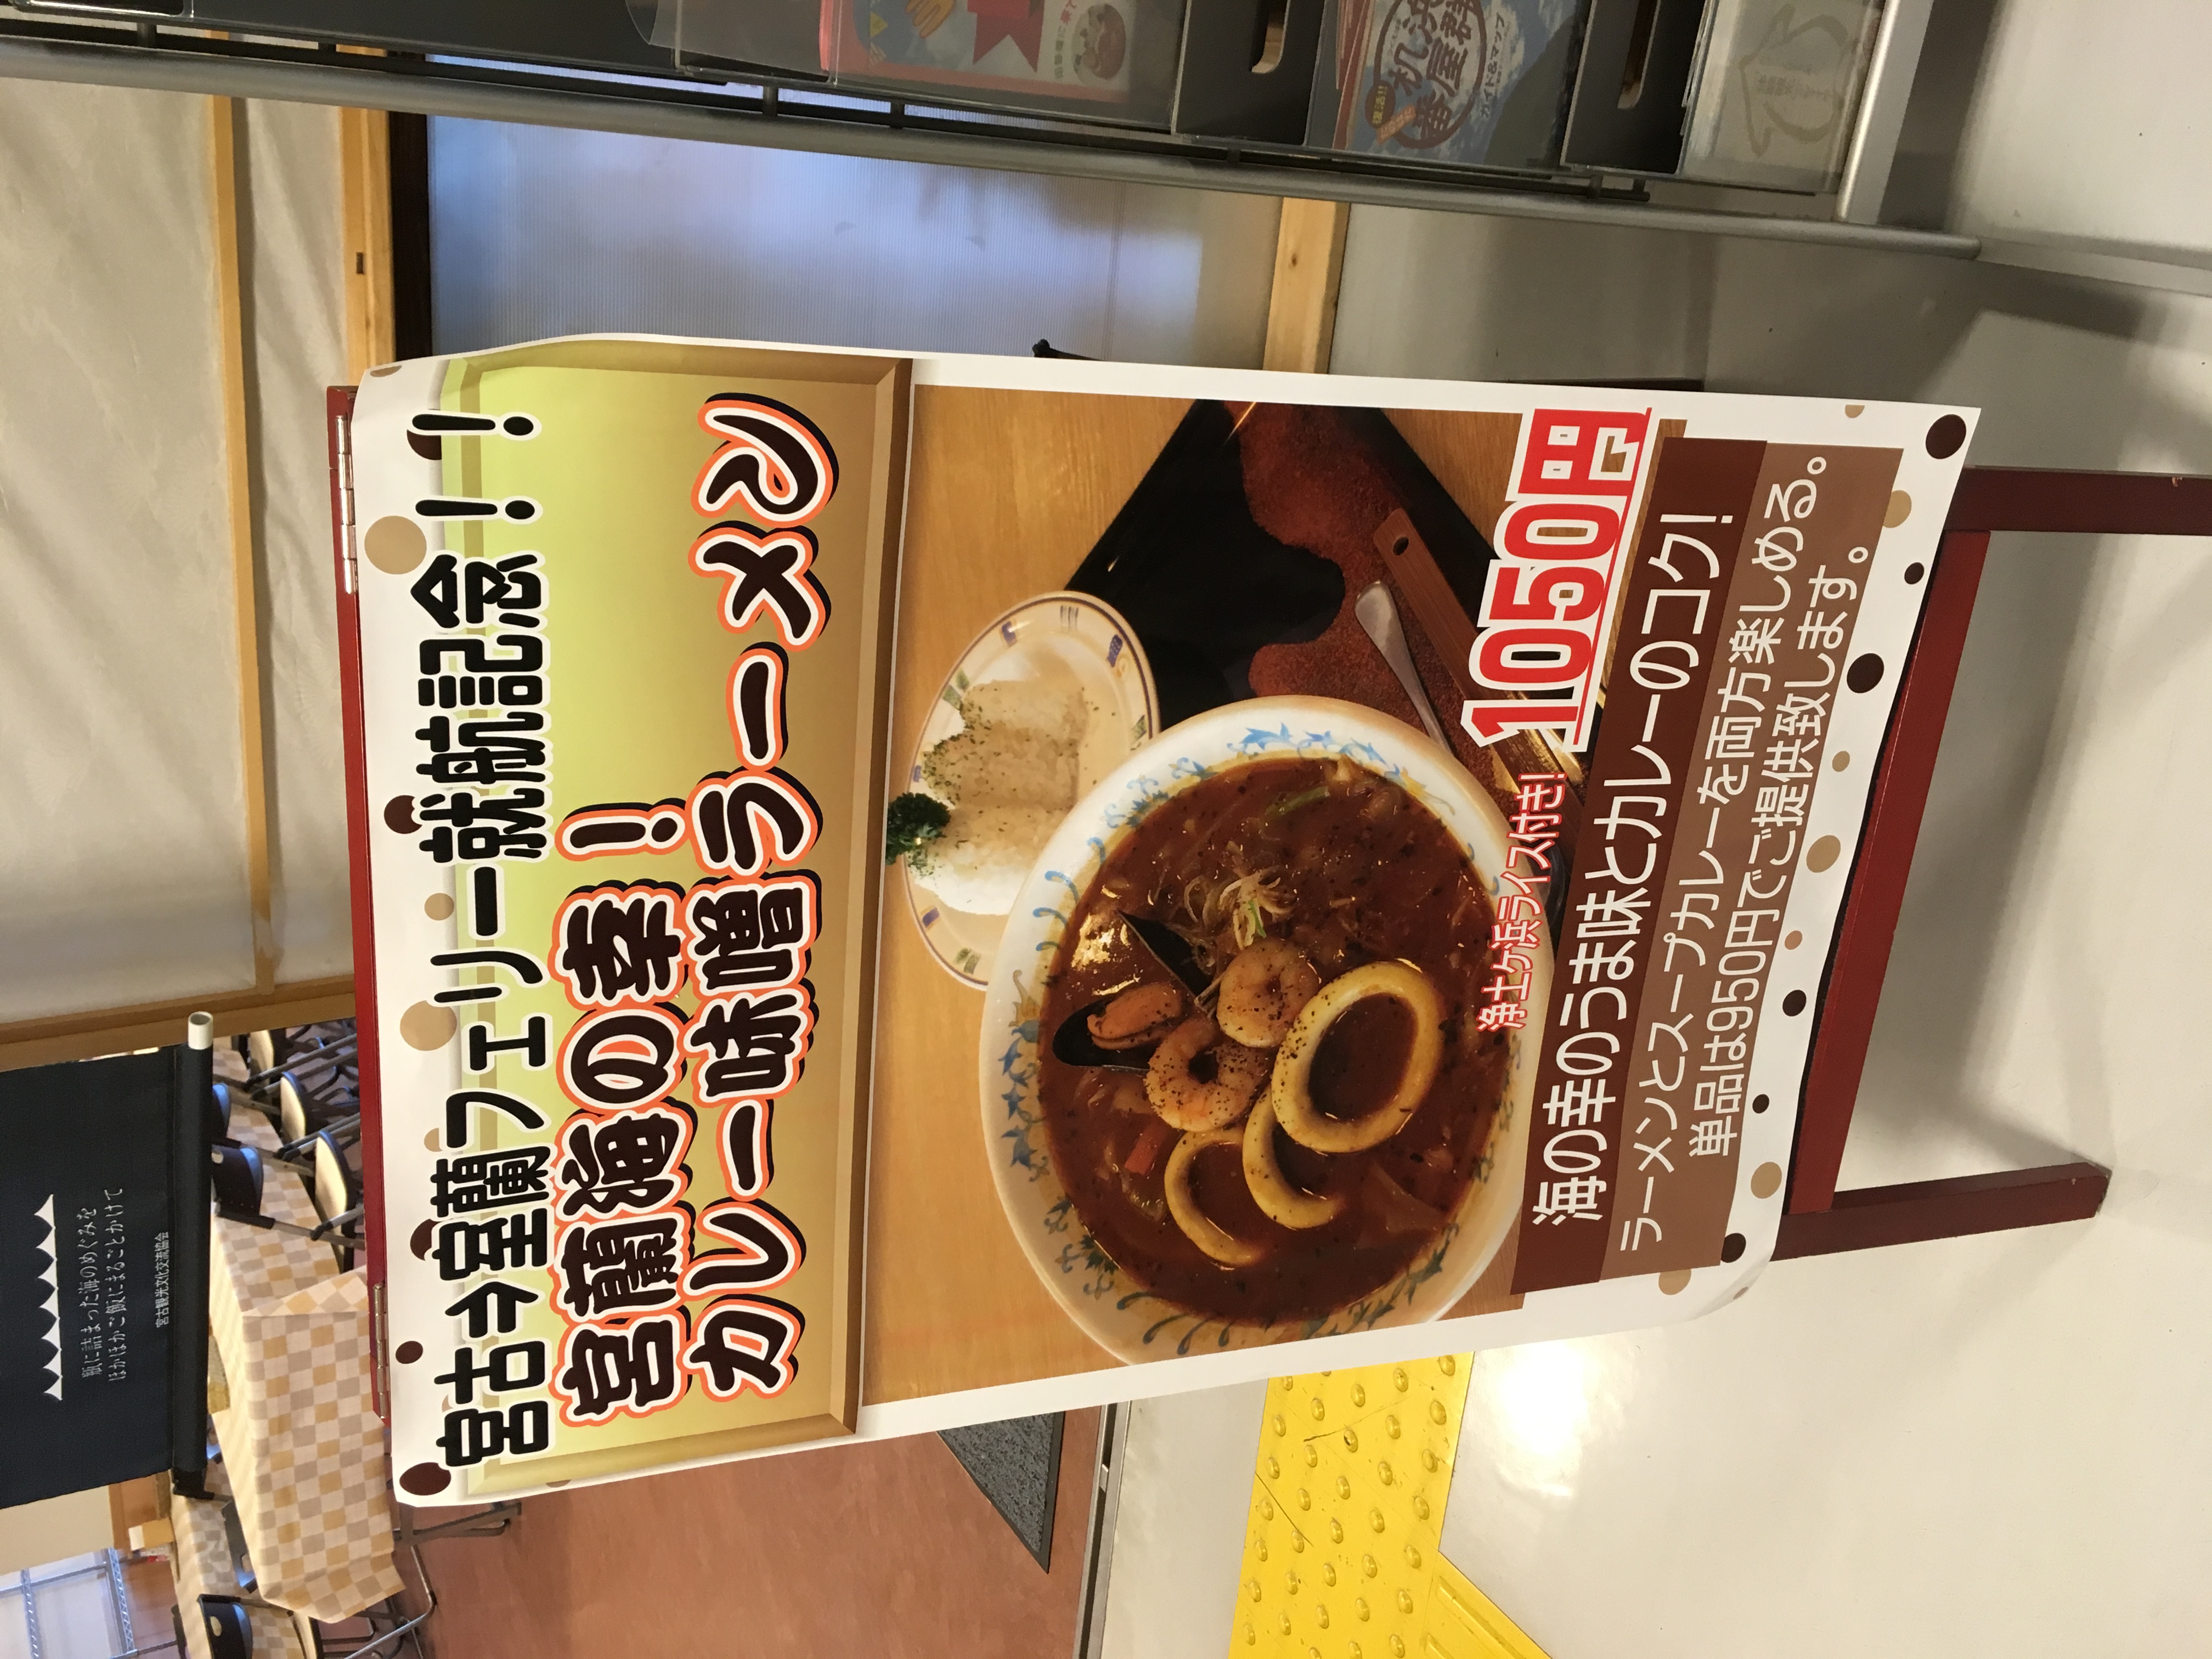 瓶に詰まった海のめぐみを
ほかほかご飯にまるごとかけて
宮古観光文化交流協会
宮古⇒室蘭フェリー就航記念！！
宮蘭海の幸！
カレー味噌ラーメン
浄土ヶ浜ライス付き!
1050円
海の幸のうま味とカレーのコク!
ラーメンとスープカレーを両方楽しめる。
単品は950円でご提供致します。
復活!!
机浜
番屋群
ガイド&マップ